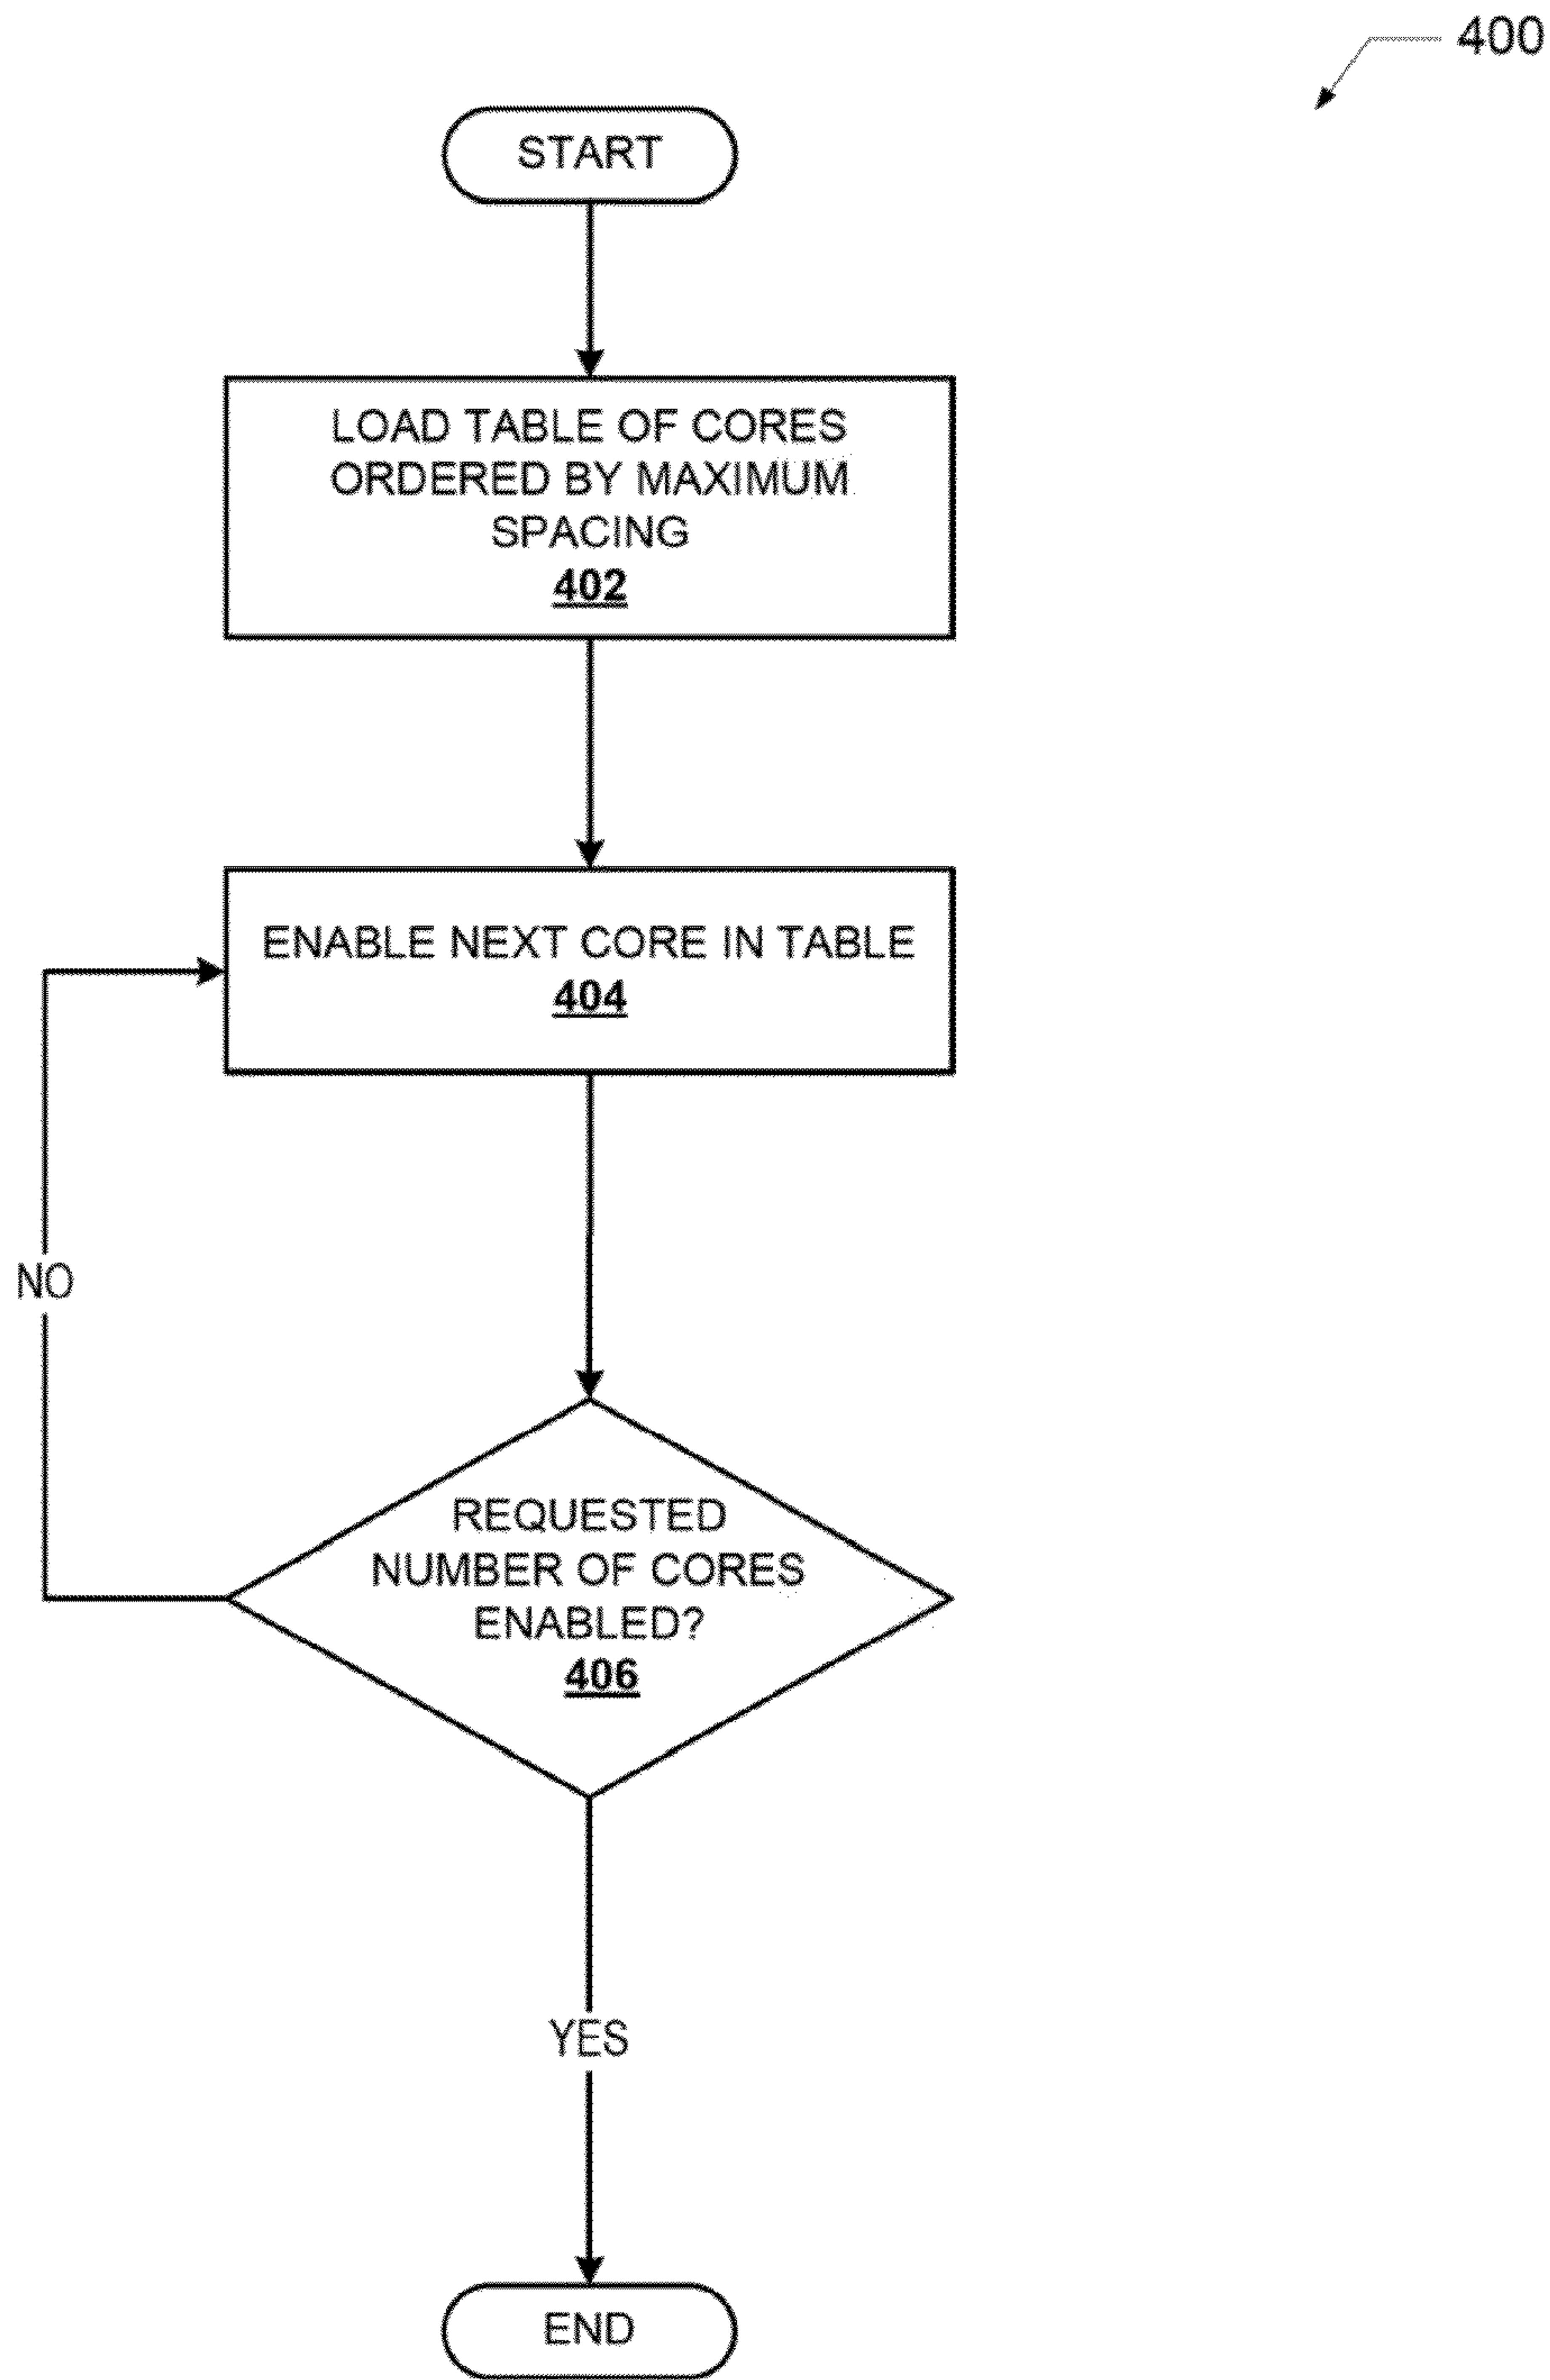 400
START
LOAD TABLE OF CORES
ORDERED BY MAXIMUM
SPACING
402
ENABLE NEXT CORE IN TABLE
404
NO
REQUESTED
NUMBER OF CORES
ENABLED?
406
YES
END